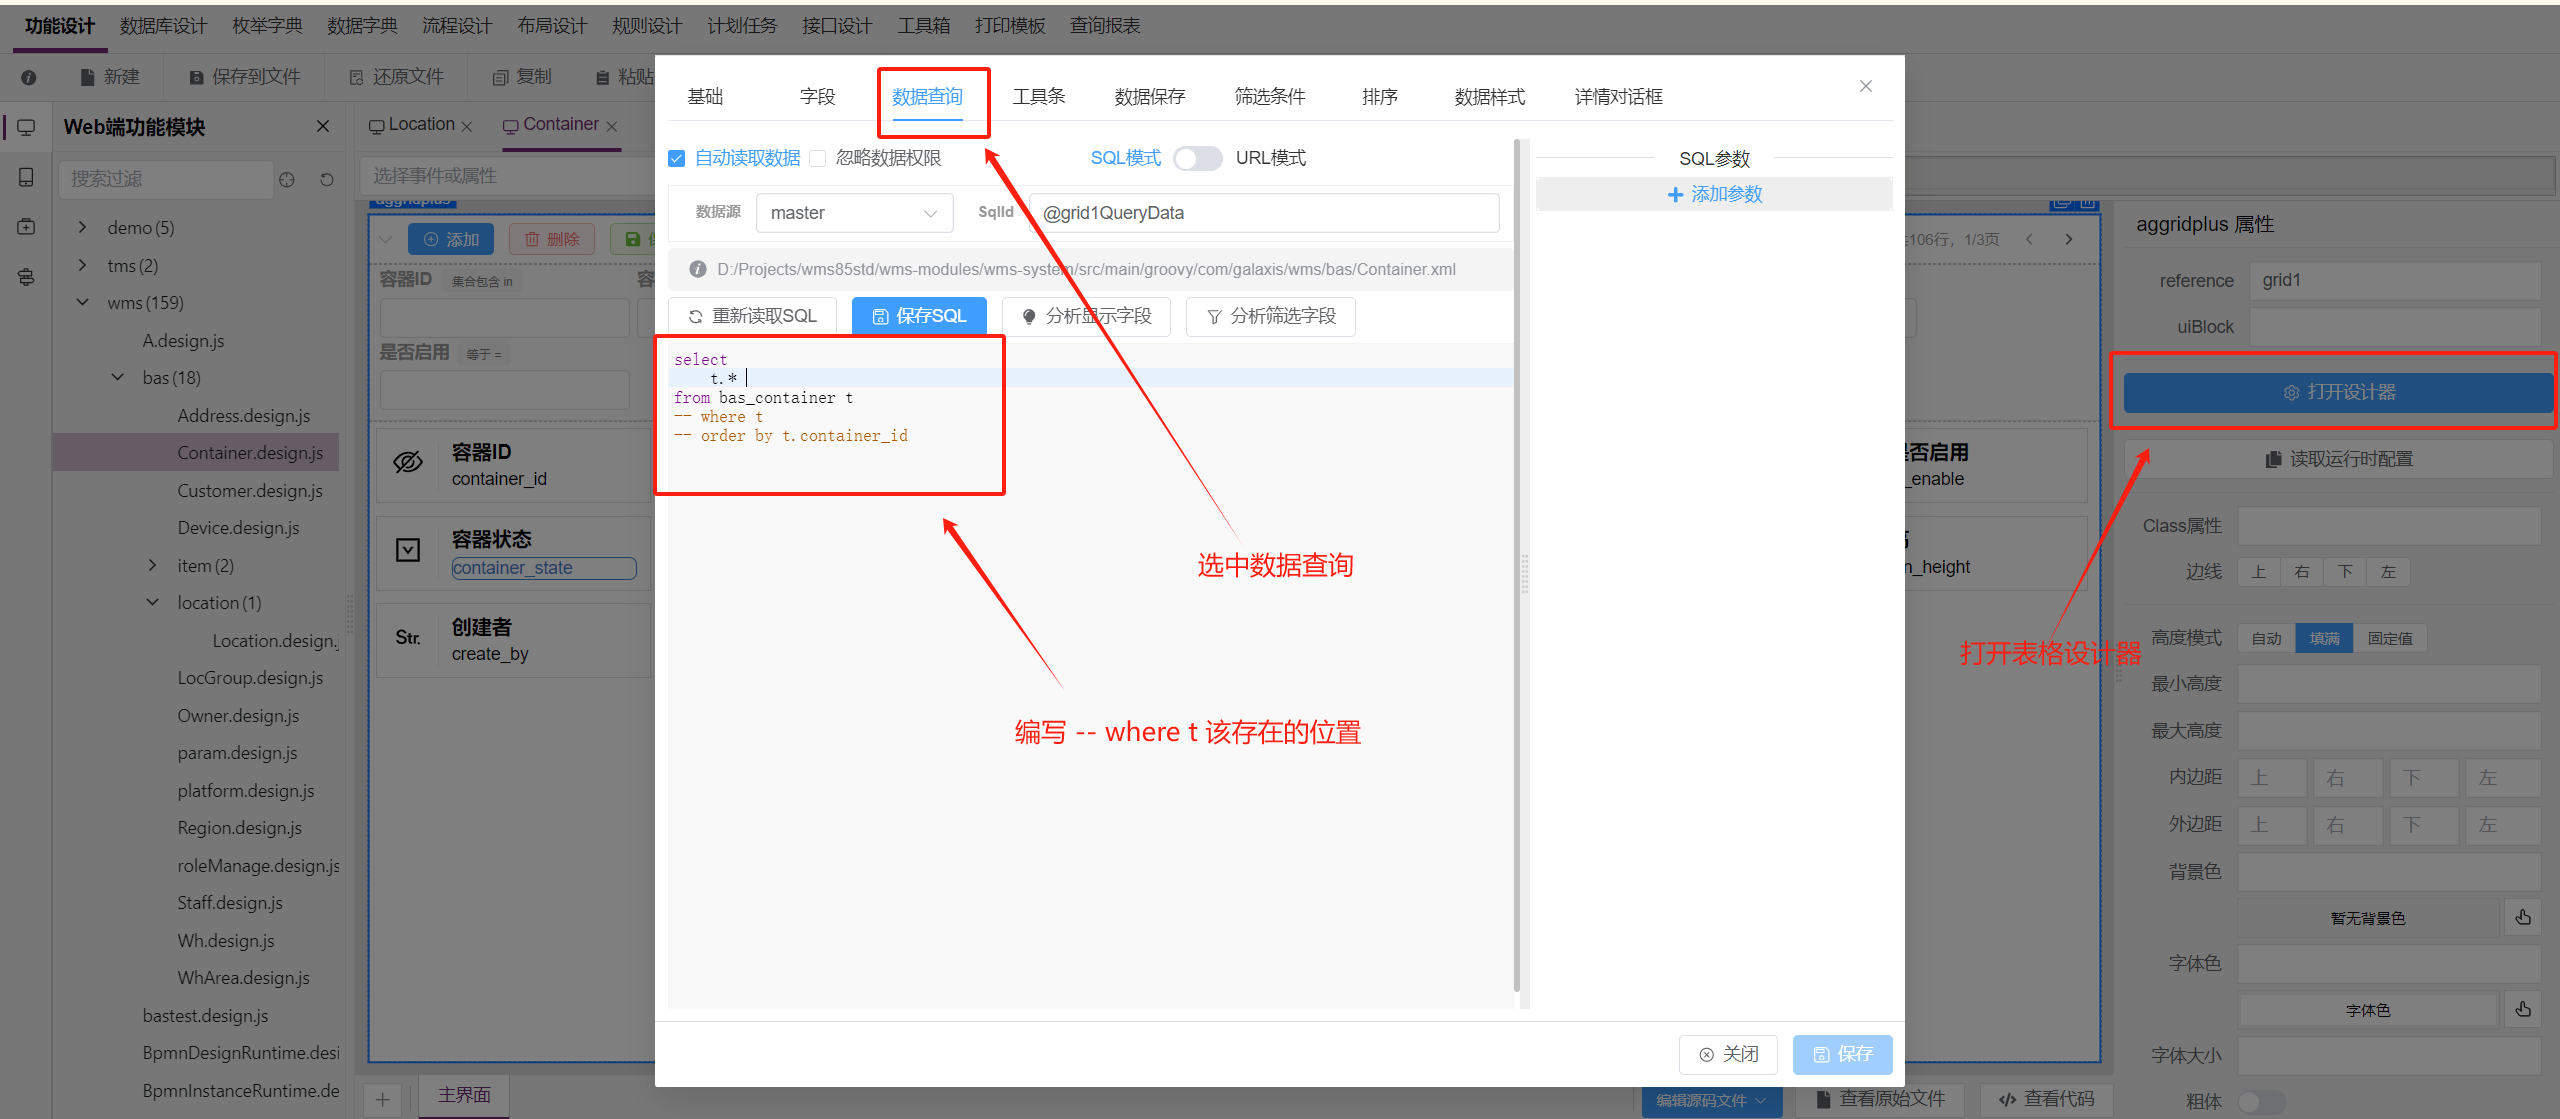 功能设计 数据库设计 枚举字典 数据字典 流程设计 布局设计 规则设计 计划任务 接口设计 工具箱 打印模板 查询报表
新建 保存到文件 还原文件 复制 粘贴
Web端功能模块
搜索过滤
demo (5)
tms (2)
wms (159)
A.design.js
bas (18)
Address.design.js
Container.design.js
Customer.design.js
Device.design.js
item (2)
location (1)
Location.design.j
LocGroup.design.js
Owner.design.js
param.design.js
platform.design.js
Region.design.js
roleManage.design.js
Staff.design.js
Wh.design.js
WhArea.design.js
bastest.design.js
BpmnDesignRuntime.desi
BpmnInstanceRuntime.de
Location Container
选择事件或属性
aggridplus
添加 删除
容器ID 集合包含 in
是否启用 等于 =
容器ID
container_id
容器状态
container_state
Str. 创建者
create_by
主界面
基础 字段 数据查询 工具条 数据保存 筛选条件 排序 数据样式 详情对话框
自动读取数据 忽略数据权限 SQL模式 URL模式
数据源 master SqlId @grid1QueryData
D:/Projects/wms85std/wms-modules/wms-system/src/main/groovy/com/galaxis/wms/bas/Container.xml
重新读取SQL 保存SQL 分析显示字段 分析筛选字段
select
t.*
from bas_container t
-- where t
-- order by t.container_id
选中数据查询
编写 -- where t 该存在的位置
SQL参数
添加参数
关闭 保存
106行，1/3页
是否启用
_enable
n_height
编辑源码文件 查看原始文件 查看代码
aggridplus 属性
reference grid1
uiBlock
打开设计器
读取运行时配置
打开表格设计器
Class属性
边线 上 右 下 左
高度模式 自动 填满 固定值
最小高度
最大高度
内边距 上 右 下 左
外边距 上 右 下 左
背景色
暂无背景色
字体色
字体色
字体大小
粗体